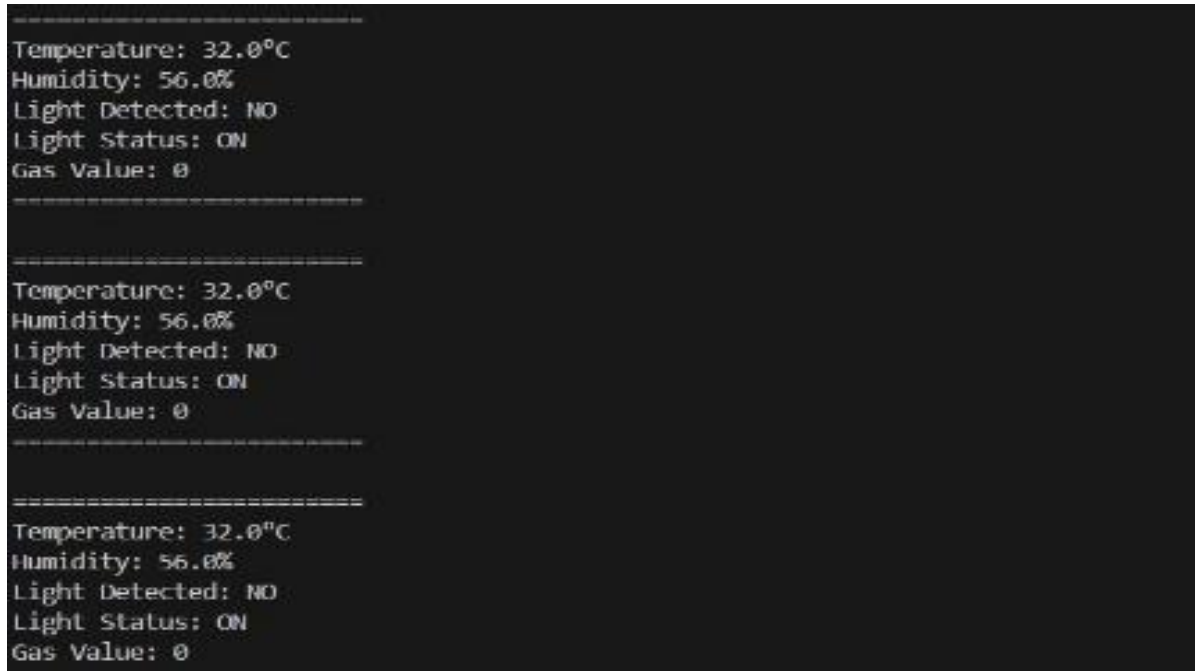 ========================
Temperature: 32.0°C
Humidity: 56.0%
Light Detected: NO
Light Status: ON
Gas Value: 0
========================
========================
Temperature: 32.0°C
Humidity: 56.0%
Light Detected: NO
Light Status: ON
Gas Value: 0
========================
========================
Temperature: 32.0°C
Humidity: 56.0%
Light Detected: NO
Light Status: ON
Gas Value: 0